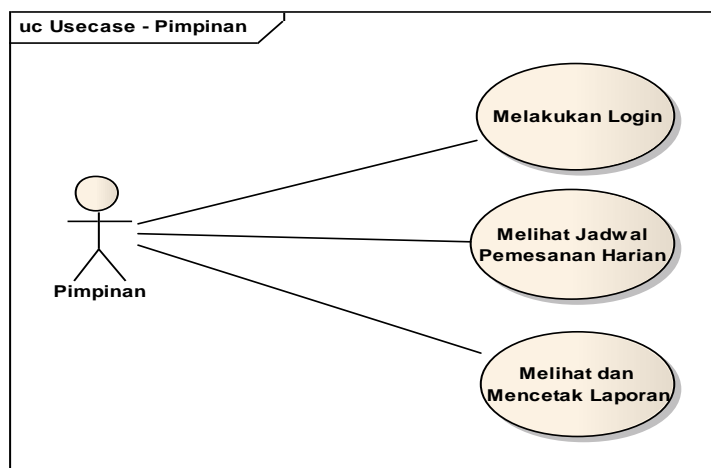 uc Usecase - Pimpinan
Melakukan Login
Melihat Jadwal
Pemesanan Harian
Pimpinan
Melihat dan
Mencetak Laporan